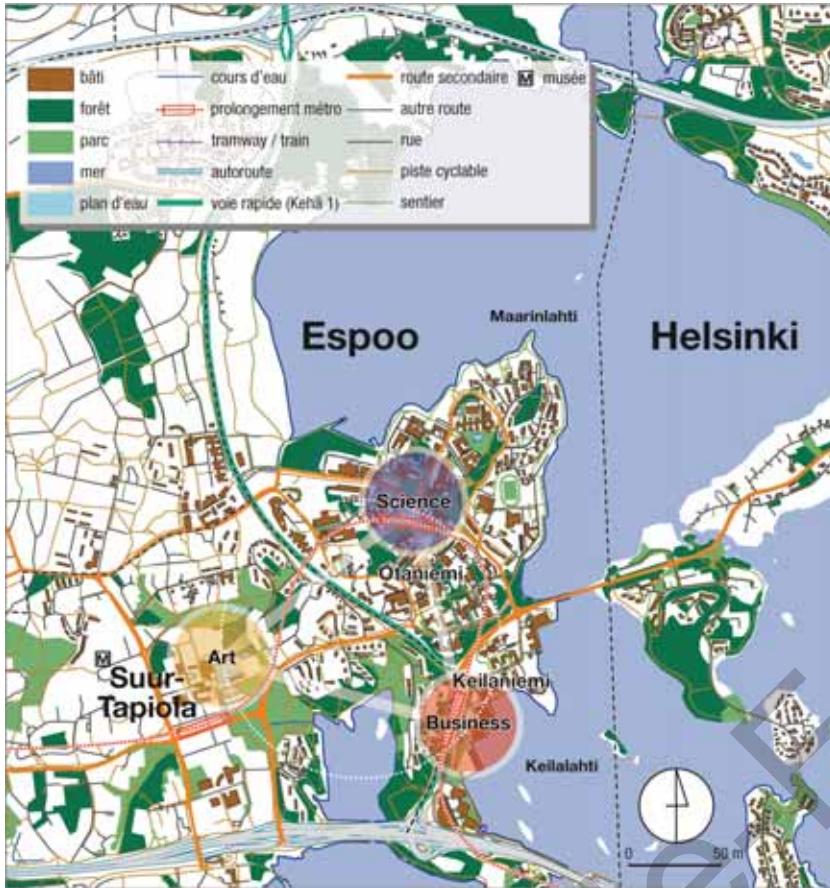 bâti
forêt
parc
mer
plan d'eau
cours d'eau
prolongement métro
tramway / train
autoroute
voie rapide (Kehä 1)
route secondaire
autre route
rue
piste cyclable
sentier
M musée
Espoo
Maarinlahti
Helsinki
Science
Otaniemi
Art
M
Suur-
Tapiola
Keilaniemi
Business
Keilalahti
0 50 m